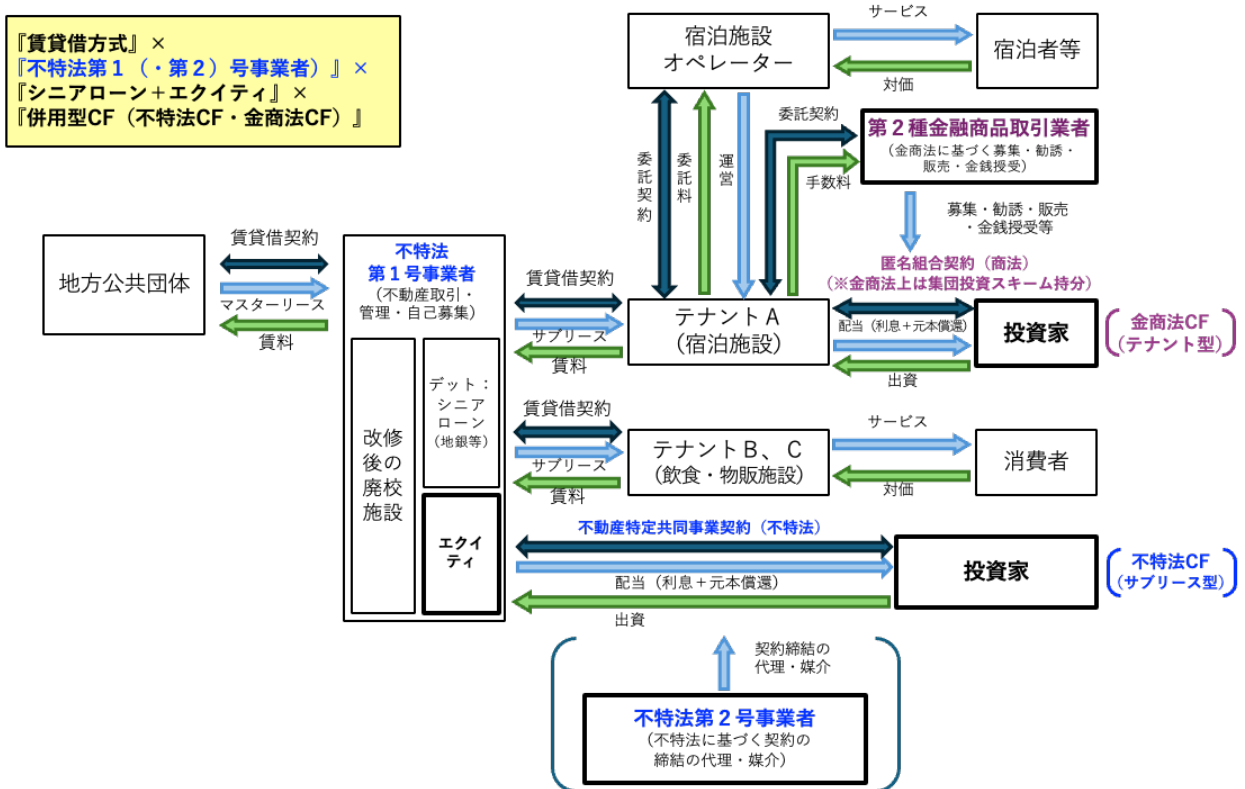 『賃貸借方式』×
『不特法第１（・第２）号事業者）』×
『シニアローン＋エクイティ』×
『併用型CF（不特法CF・金商法CF）』
宿泊施設
オペレーター
サービス
対価
宿泊者等
委託契約
委託料
運営
委託契約
手数料
第２種金融商品取引業者
（金商法に基づく募集・勧誘・
販売・金銭授受）
募集・勧誘・販売
・金銭授受等
匿名組合契約（商法）
（※金商法上は集団投資スキーム持分）
地方公共団体
賃貸借契約
マスターリース
賃料
不特法
第１号事業者
（不動産取引・
管理・自己募集）
改修
後の
廃校
施設
デット：
シニア
ローン
（地銀等）
エクイ
ティ
賃貸借契約
サブリース
賃料
テナントＡ
（宿泊施設）
配当（利息＋元本償還）
出資
投資家
金商法CF
（テナント型）
賃貸借契約
サブリース
賃料
テナントＢ、Ｃ
（飲食・物販施設）
サービス
対価
消費者
不動産特定共同事業契約（不特法）
配当（利息＋元本償還）
出資
投資家
不特法CF
（サブリース型）
契約締結の
代理・媒介
不特法第２号事業者
（不特法に基づく契約の
締結の代理・媒介）